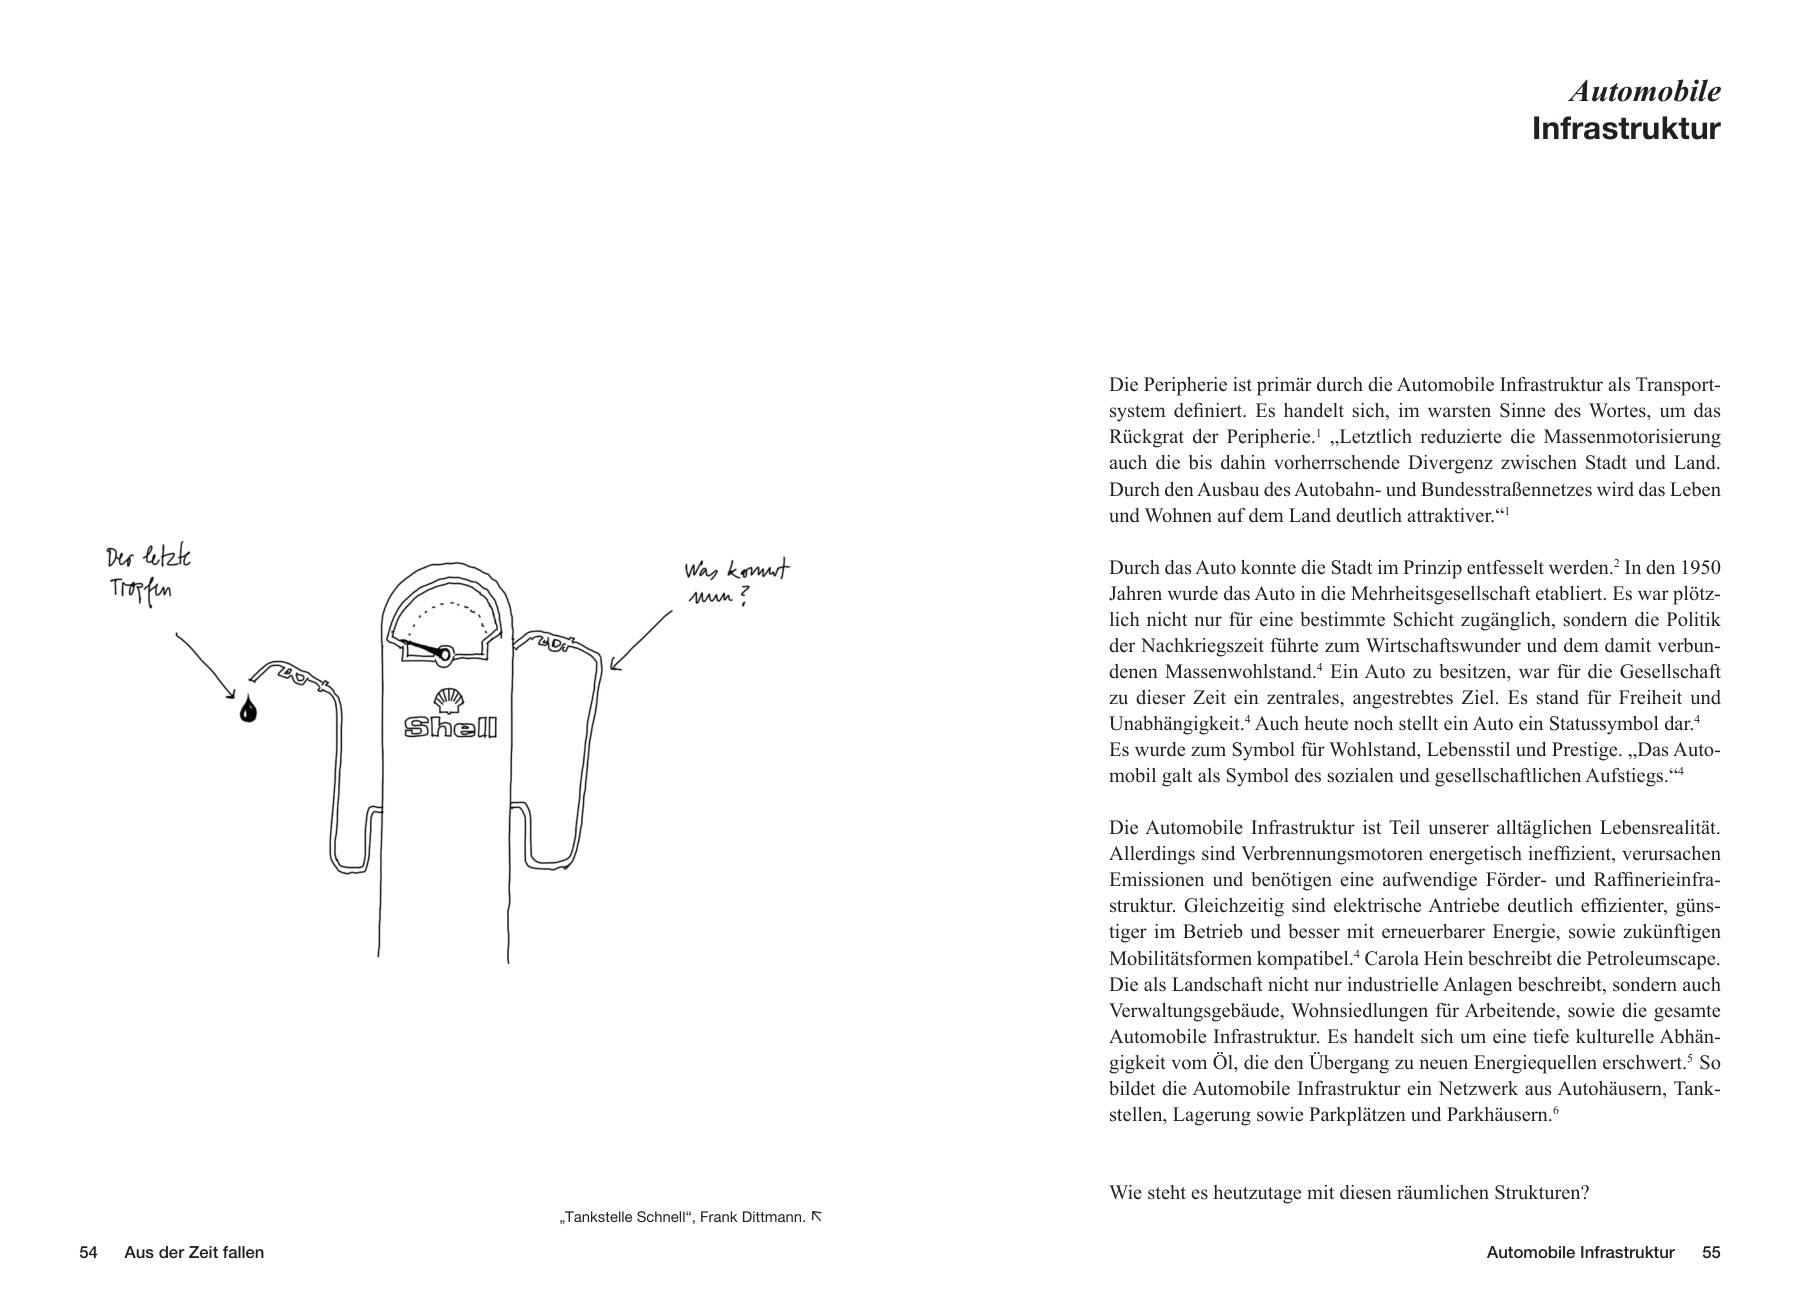 Der letzte
Tropfen
Was kommt
nun?
Shell
„Tankstelle Schnell“, Frank Dittmann. ↖
54 Aus der Zeit fallen
Automobile
Infrastruktur
Die Peripherie ist primär durch die Automobile Infrastruktur als Transport-
system definiert. Es handelt sich, im warsten Sinne des Wortes, um das
Rückgrat der Peripherie.¹ „Letztlich reduzierte die Massenmotorisierung
auch die bis dahin vorherrschende Divergenz zwischen Stadt und Land.
Durch den Ausbau des Autobahn- und Bundesstraßennetzes wird das Leben
und Wohnen auf dem Land deutlich attraktiver.“¹
Durch das Auto konnte die Stadt im Prinzip entfesselt werden.² In den 1950
Jahren wurde das Auto in die Mehrheitsgesellschaft etabliert. Es war plötz-
lich nicht nur für eine bestimmte Schicht zugänglich, sondern die Politik
der Nachkriegszeit führte zum Wirtschaftswunder und dem damit verbun-
denen Massenwohlstand.⁴ Ein Auto zu besitzen, war für die Gesellschaft
zu dieser Zeit ein zentrales, angestrebtes Ziel. Es stand für Freiheit und
Unabhängigkeit.⁴ Auch heute noch stellt ein Auto ein Statussymbol dar.⁴
Es wurde zum Symbol für Wohlstand, Lebensstil und Prestige. „Das Auto-
mobil galt als Symbol des sozialen und gesellschaftlichen Aufstiegs.“⁴
Die Automobile Infrastruktur ist Teil unserer alltäglichen Lebensrealität.
Allerdings sind Verbrennungsmotoren energetisch ineffizient, verursachen
Emissionen und benötigen eine aufwendige Förder- und Raffinerieinfra-
struktur. Gleichzeitig sind elektrische Antriebe deutlich effizienter, güns-
tiger im Betrieb und besser mit erneuerbarer Energie, sowie zukünftigen
Mobilitätsformen kompatibel.⁴ Carola Hein beschreibt die Petroleumscape.
Die als Landschaft nicht nur industrielle Anlagen beschreibt, sondern auch
Verwaltungsgebäude, Wohnsiedlungen für Arbeitende, sowie die gesamte
Automobile Infrastruktur. Es handelt sich um eine tiefe kulturelle Abhän-
gigkeit vom Öl, die den Übergang zu neuen Energiequellen erschwert.⁵ So
bildet die Automobile Infrastruktur ein Netzwerk aus Autohäusern, Tank-
stellen, Lagerung sowie Parkplätzen und Parkhäusern.⁶
Wie steht es heutzutage mit diesen räumlichen Strukturen?
Automobile Infrastruktur 55